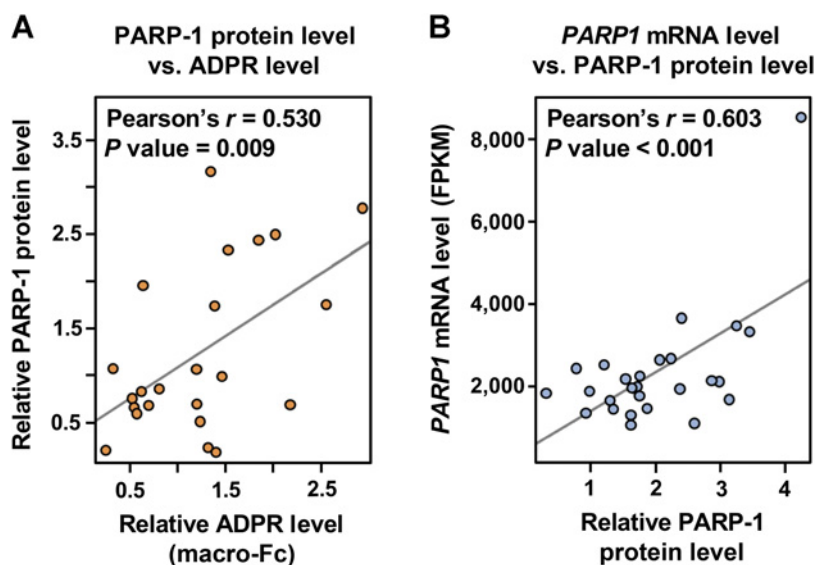 A
PARP-1 protein level
vs. ADPR level
Pearson's r = 0.530
P value = 0.009
3.5
2.5
1.5
0.5
Relative PARP-1 protein level
0.5 1.5 2.5
Relative ADPR level
(macro-Fc)
B
PARP1 mRNA level
vs. PARP-1 protein level
Pearson's r = 0.603
P value < 0.001
8,000
6,000
4,000
2,000
PARP1 mRNA level (FPKM)
1 2 3 4
Relative PARP-1
protein level